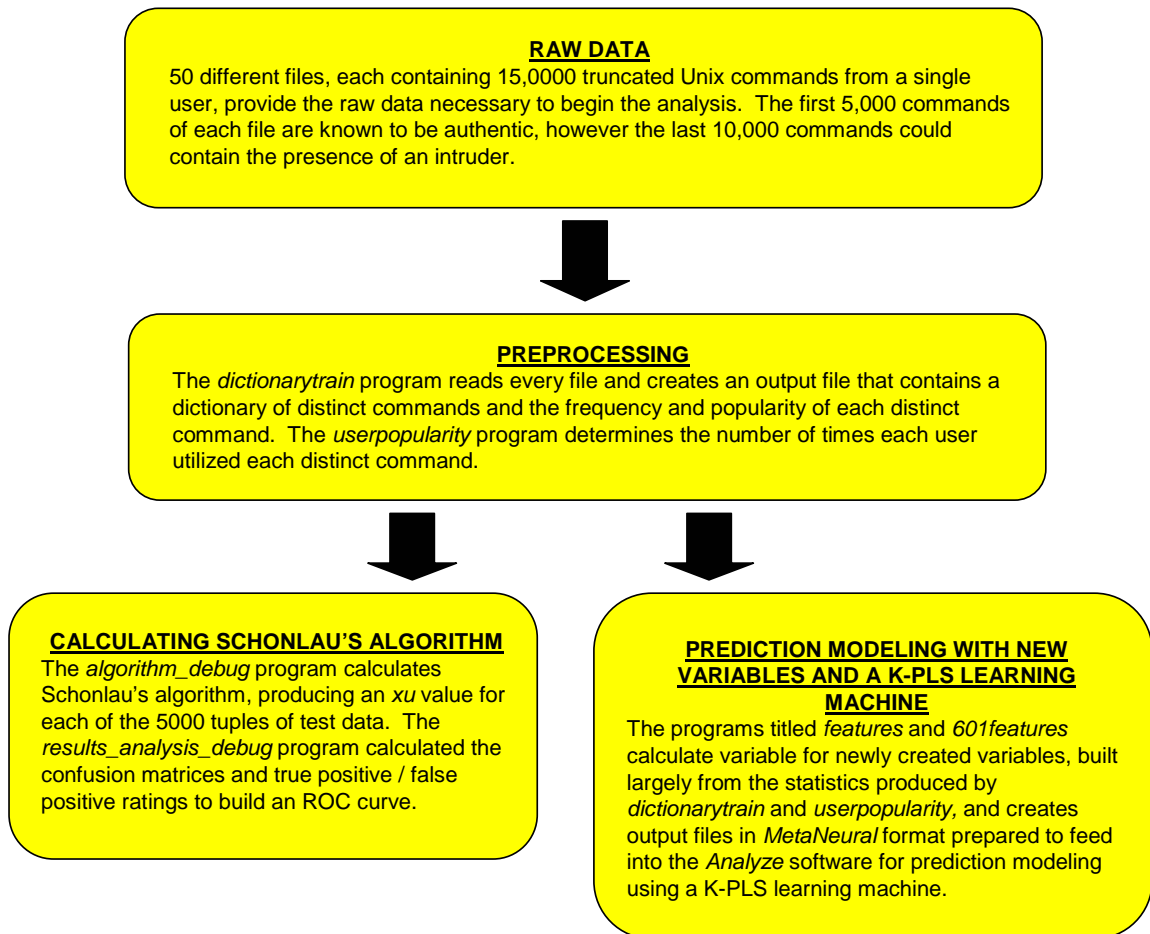 RAW DATA
50 different files, each containing 15,0000 truncated Unix commands from a single
user, provide the raw data necessary to begin the analysis. The first 5,000 commands
of each file are known to be authentic, however the last 10,000 commands could
contain the presence of an intruder.
PREPROCESSING
The dictionarytrain program reads every file and creates an output file that contains a
dictionary of distinct commands and the frequency and popularity of each distinct
command. The userpopularity program determines the number of times each user
utilized each distinct command.
CALCULATING SCHONLAU'S ALGORITHM
The algorithm_debug program calculates
Schonlau's algorithm, producing an xu value for
each of the 5000 tuples of test data. The
results_analysis_debug program calculated the
confusion matrices and true positive / false
positive ratings to build an ROC curve.
PREDICTION MODELING WITH NEW
VARIABLES AND A K-PLS LEARNING
MACHINE
The programs titled features and 601features
calculate variable for newly created variables, built
largely from the statistics produced by
dictionarytrain and userpopularity, and creates
output files in MetaNeural format prepared to feed
into the Analyze software for prediction modeling
using a K-PLS learning machine.